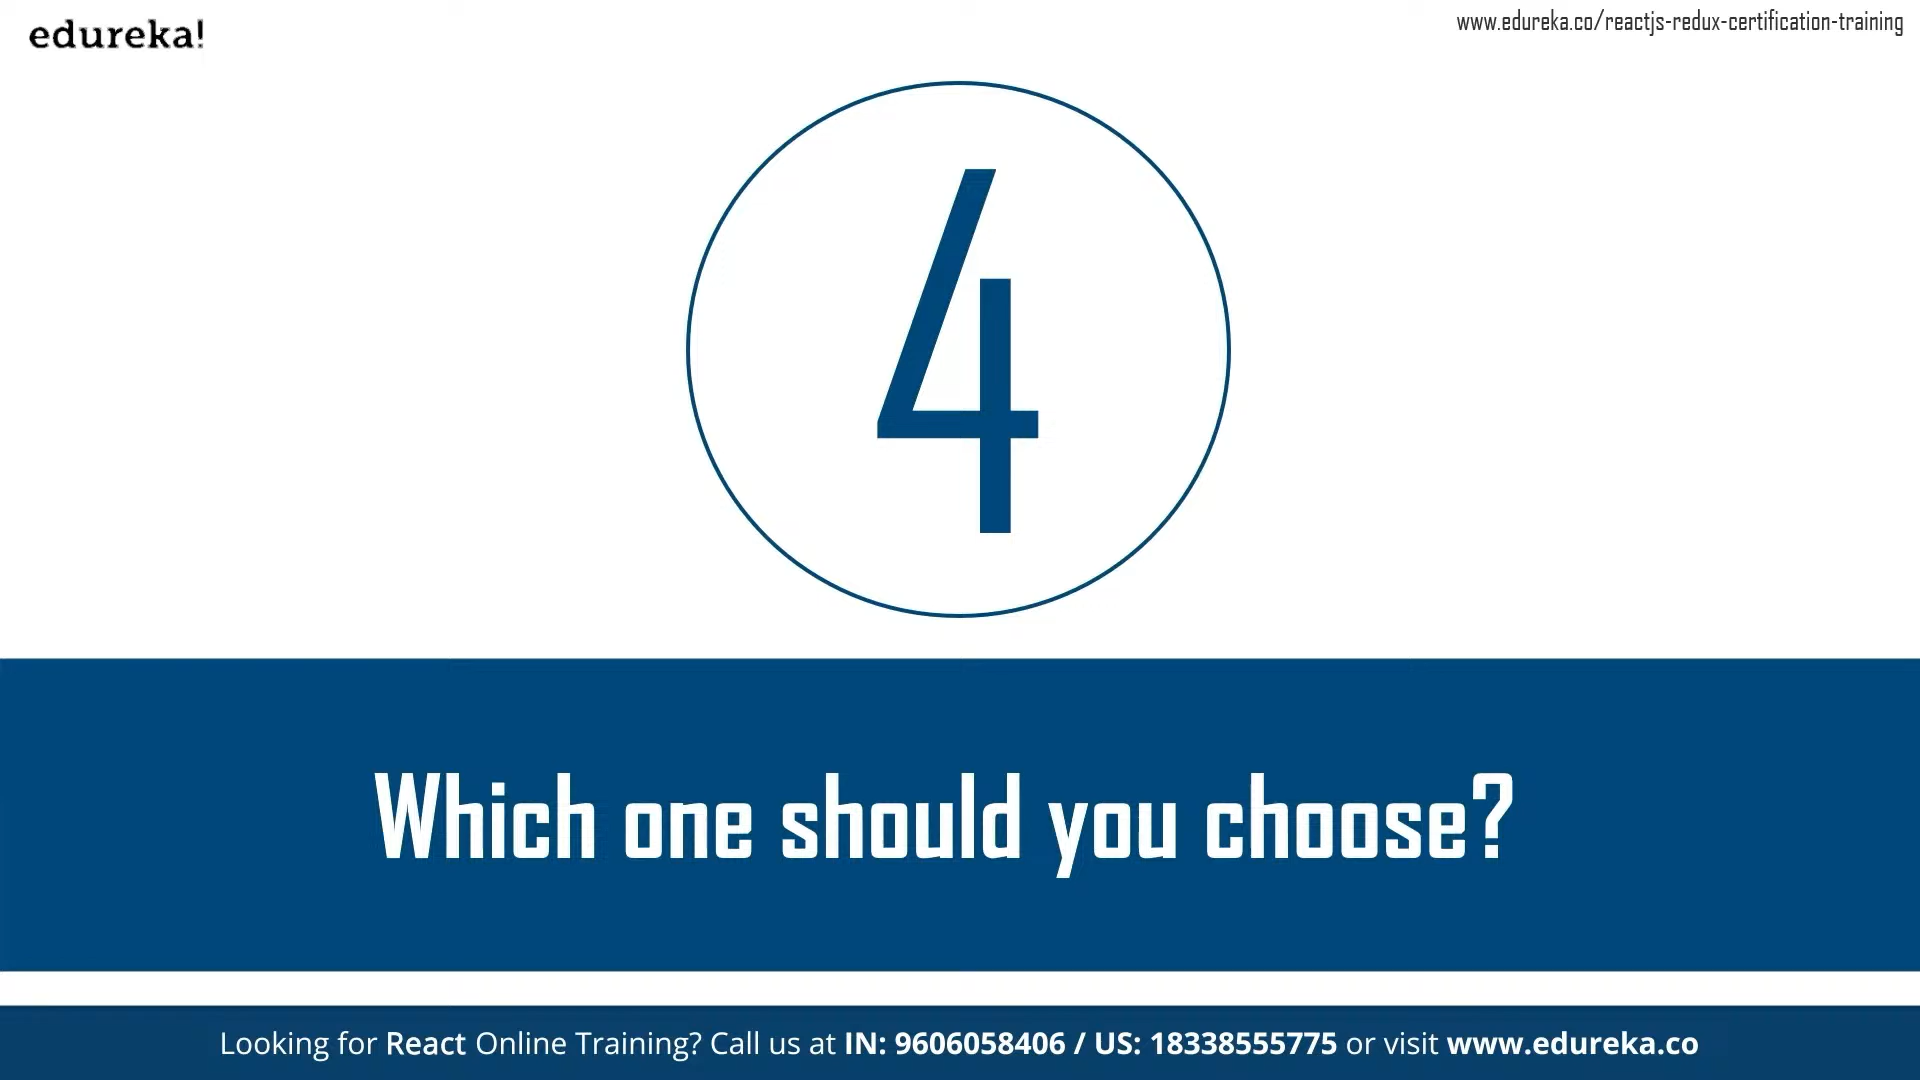 edureka!
www.edureka.co/reactjs-redux-certification-training
4
Which one should you choose?
Looking for React Online Training? Call us at IN: 9606058406 / US: 18338555775 or visit www.edureka.co